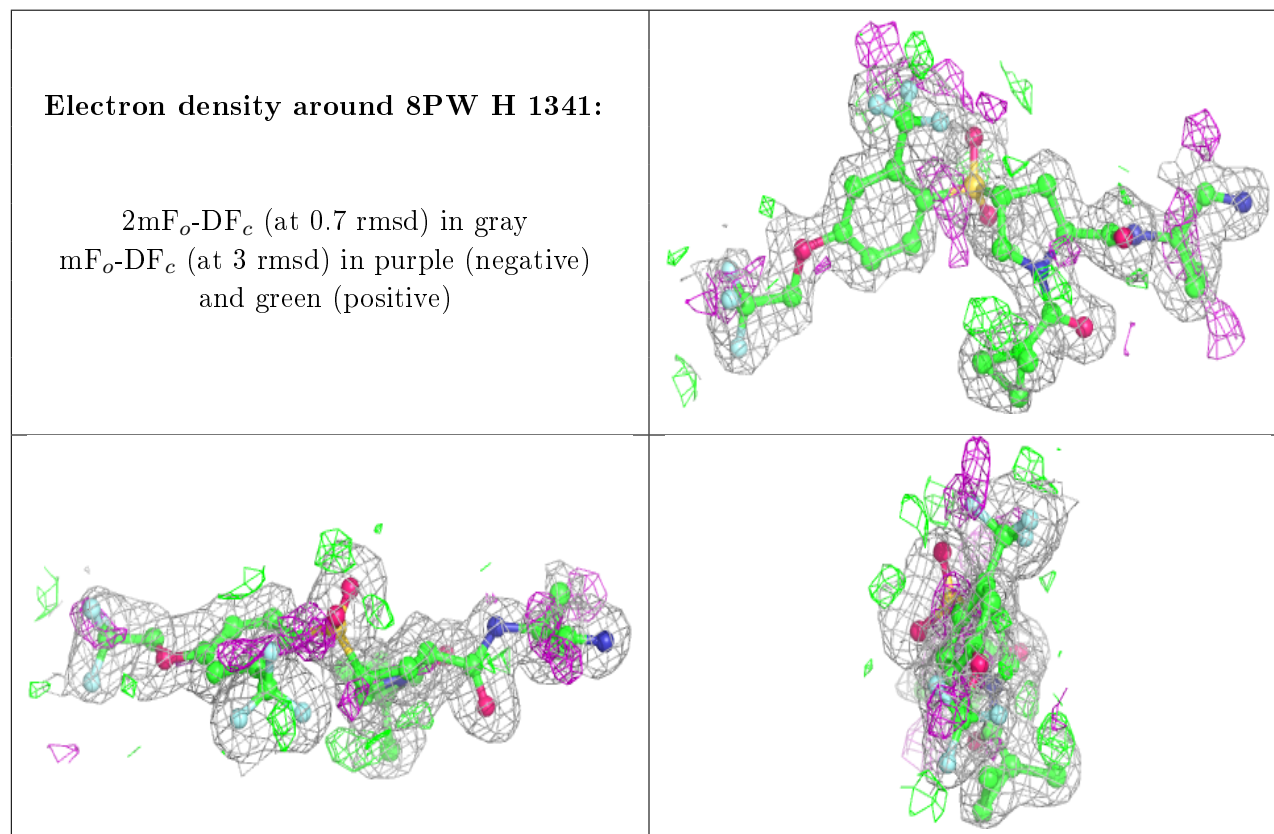 Electron density around 8PW H 1341:
2mFo-DFc (at 0.7 rmsd) in gray
mFo-DFc (at 3 rmsd) in purple (negative)
and green (positive)